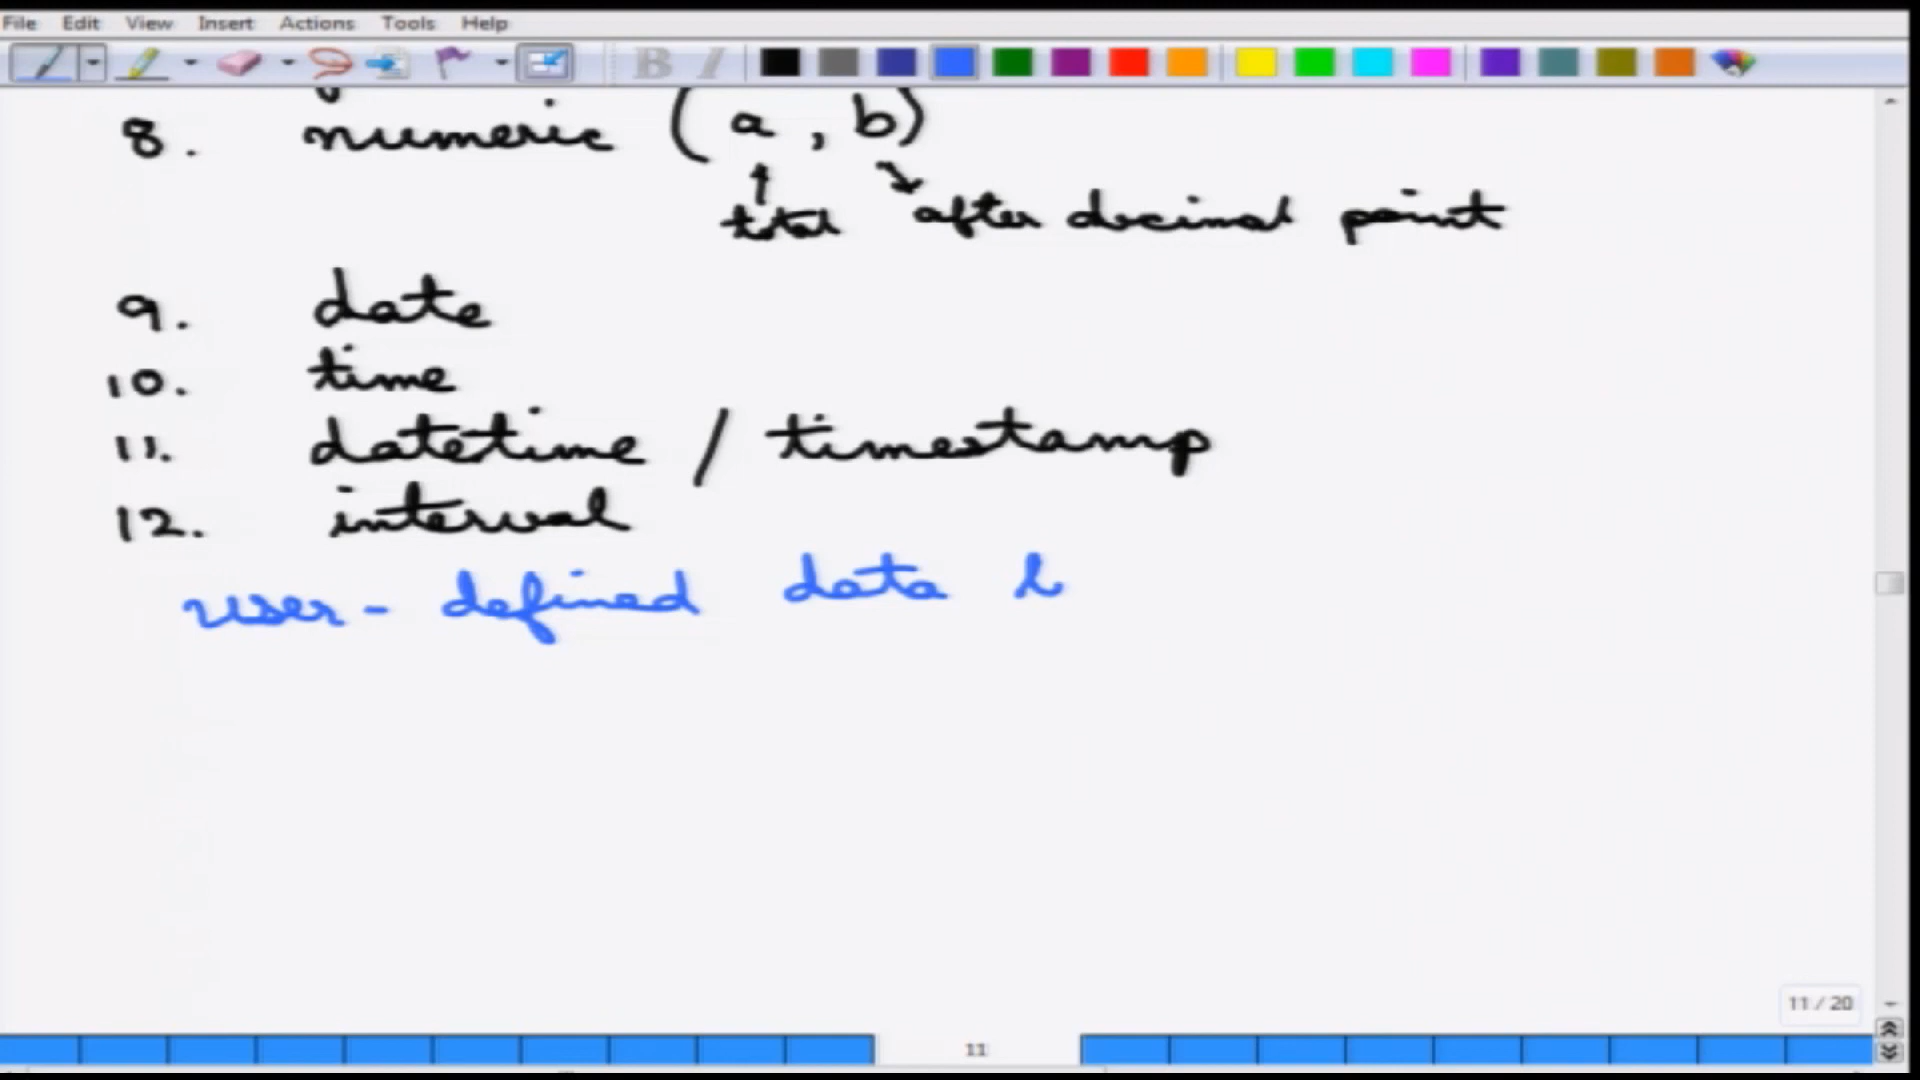 File Edit View Insert Actions Tools Help
B I
8. numeric (a, b)
total after decimal point
9. date
10. time
11. datetime / timestamp
12. interval
user-defined data
11 / 20
11